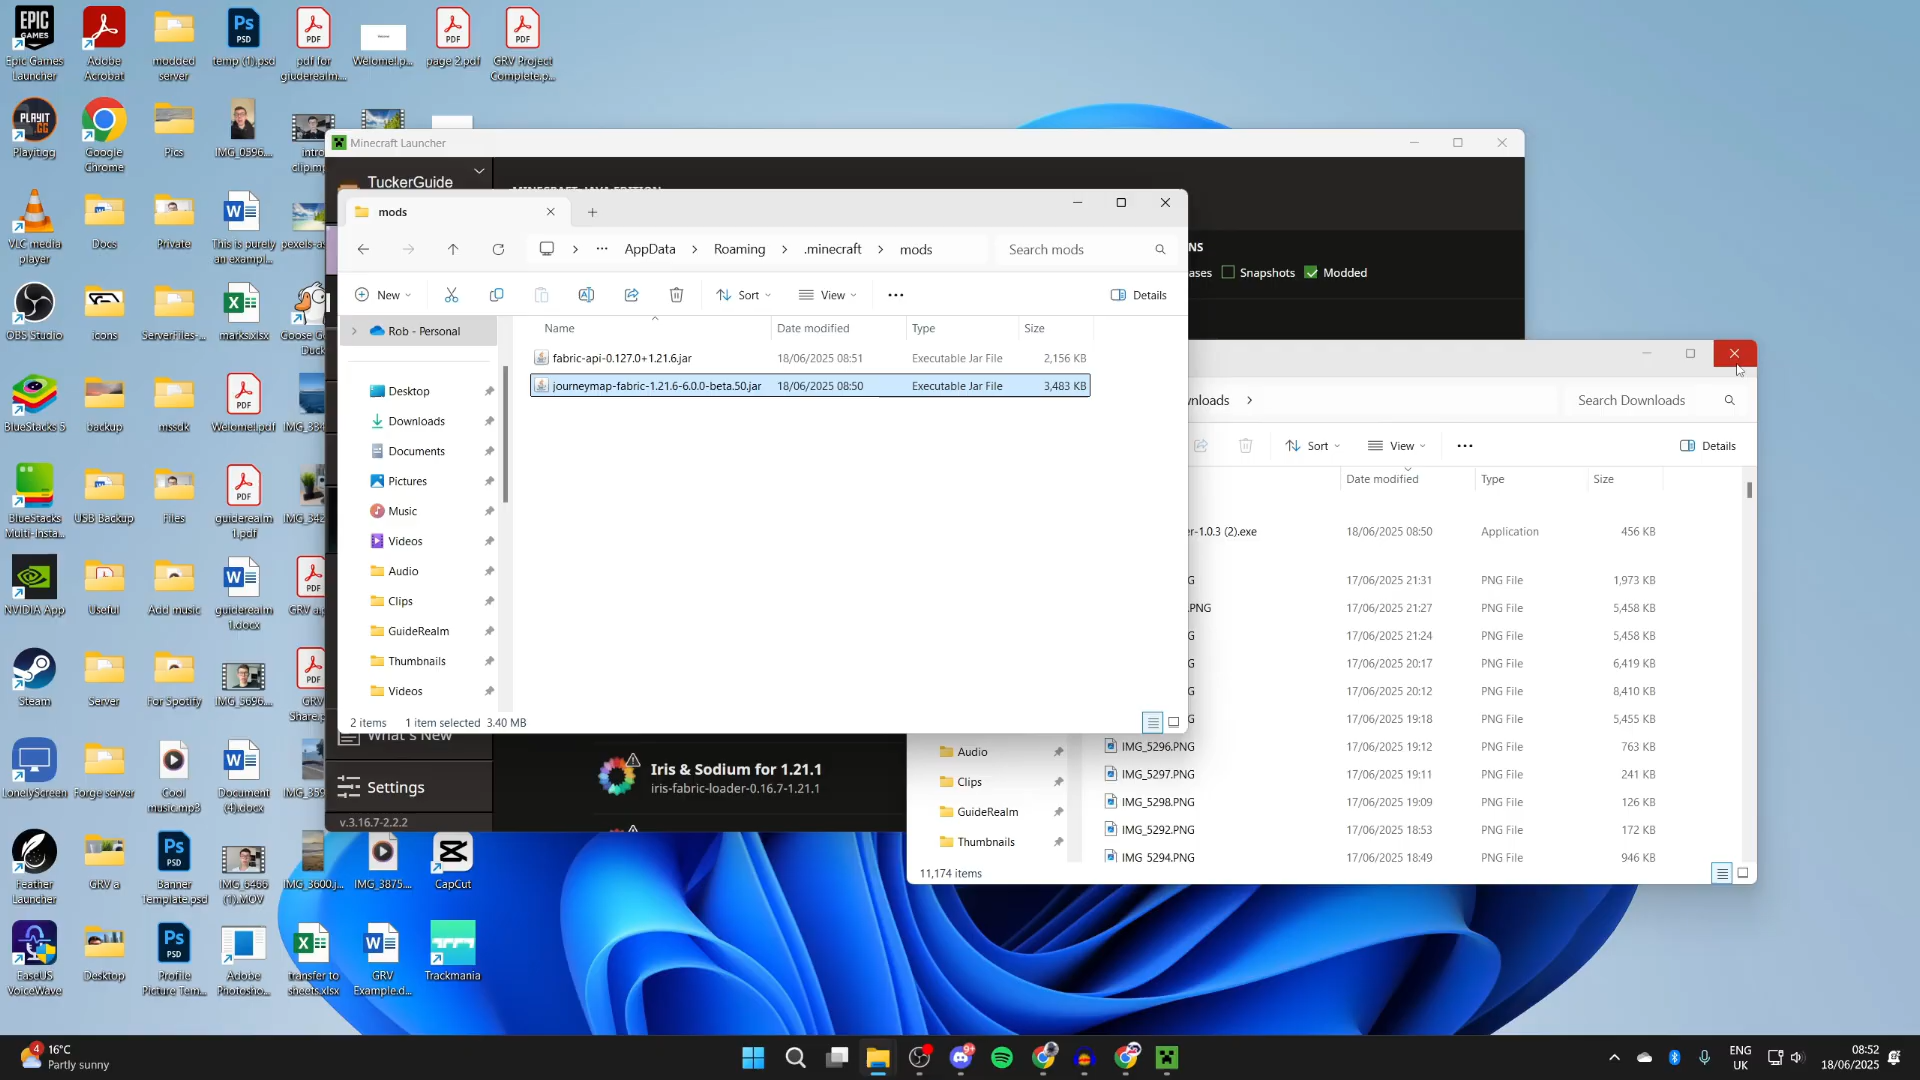 Epic Games
Launcher
Adobe
Acrobat
modded
server
temp (1).psd
pdf for
giuderealm...
Welome!.p...
page 2.pdf
GRV Project
Complete.p...
Playit.gg
Google
Chrome
Pics
IMG_0596....
intro
clip.mp
VLC media
player
Docs
Private
This is purely
an exampl...
pexels-a
OBS Studio
icons
ServerFiles-...
marks.xlsx
Goose Go
Duck
BlueStacks 5
backup
mssdk
Welome!.pdf
IMG_334
BlueStacks
Multi-Insta...
USB Backup
Files
guiderealm
1.pdf
IMG_342
NVIDIA App
Useful
Add music
guiderealm
1.docx
GRV a.p
Steam
Server
For Spotify
IMG_5696....
GRV
Share.p
LonelyScreen
Forge server
Cool
music.mp3
Document
(4).docx
IMG_359
Feather
Launcher
GRV a
Banner
Template.psd
IMG_6466
(1).MOV
IMG_3600.j...
IMG_3875....
CapCut
EaseUS
VoiceWave
Desktop
Profile
Picture Tem...
Adobe
Photosho...
transfer to
sheets.xlsx
GRV
Example.d...
Trackmania
Minecraft Launcher
TuckerGuide
MINECRAFT: JAVA EDITION
NS
ases
Snapshots
Modded
mods
AppData
Roaming
.minecraft
mods
Search mods
New
Sort
View
Details
Rob - Personal
Desktop
Downloads
Documents
Pictures
Music
Videos
Audio
Clips
GuideRealm
Thumbnails
Videos
Name Date modified Type Size
fabric-api-0.127.0+1.21.6.jar 18/06/2025 08:51 Executable Jar File 2,156 KB
journeymap-fabric-1.21.6-6.0.0-beta.50.jar 18/06/2025 08:50 Executable Jar File 3,483 KB
2 items 1 item selected 3.40 MB
What's New
Settings
v.3.16.7-2.2.2
Iris & Sodium for 1.21.1
iris-fabric-loader-0.16.7-1.21.1
wnloads
Search Downloads
Sort
View
Details
Date modified Type Size
er-1.0.3 (2).exe 18/06/2025 08:50 Application 456 KB
G 17/06/2025 21:31 PNG File 1,973 KB
.PNG 17/06/2025 21:27 PNG File 5,458 KB
G 17/06/2025 21:24 PNG File 5,458 KB
G 17/06/2025 20:17 PNG File 6,419 KB
G 17/06/2025 20:12 PNG File 8,410 KB
G 17/06/2025 19:18 PNG File 5,455 KB
IMG_5296.PNG 17/06/2025 19:12 PNG File 763 KB
IMG_5297.PNG 17/06/2025 19:11 PNG File 241 KB
IMG_5298.PNG 17/06/2025 19:09 PNG File 126 KB
IMG_5292.PNG 17/06/2025 18:53 PNG File 172 KB
IMG_5294.PNG 17/06/2025 18:49 PNG File 946 KB
Audio
Clips
GuideRealm
Thumbnails
11,174 items
4
16°C
Partly sunny
ENG
UK
08:52
18/06/2025